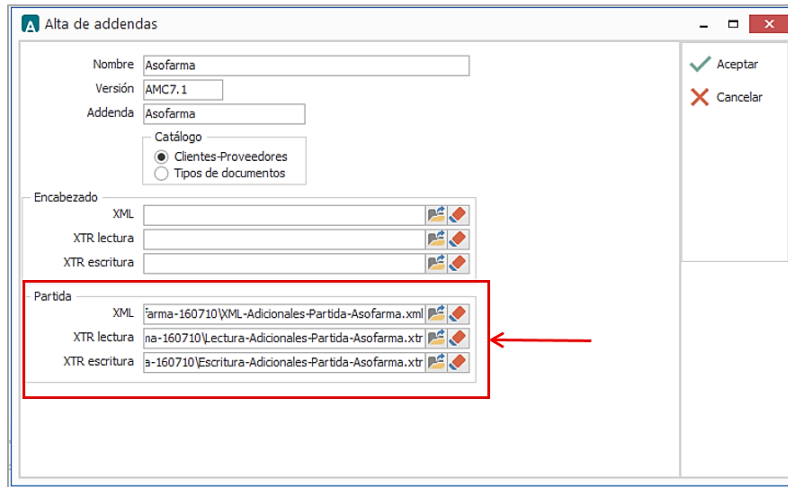 Alta de addendas
Nombre Asofarma
Versión AMC7.1
Addenda Asofarma
Catálogo
Clientes-Proveedores
Tipos de documentos
Aceptar
Cancelar
Encabezado
XML
XTR lectura
XTR escritura
Partida
XML farma-160710\XML-Adicionales-Partida-Asofarma.xml
XTR lectura na-160710\Lectura-Adicionales-Partida-Asofarma.xtr
XTR escritura a-160710\Escritura-Adicionales-Partida-Asofarma.xtr